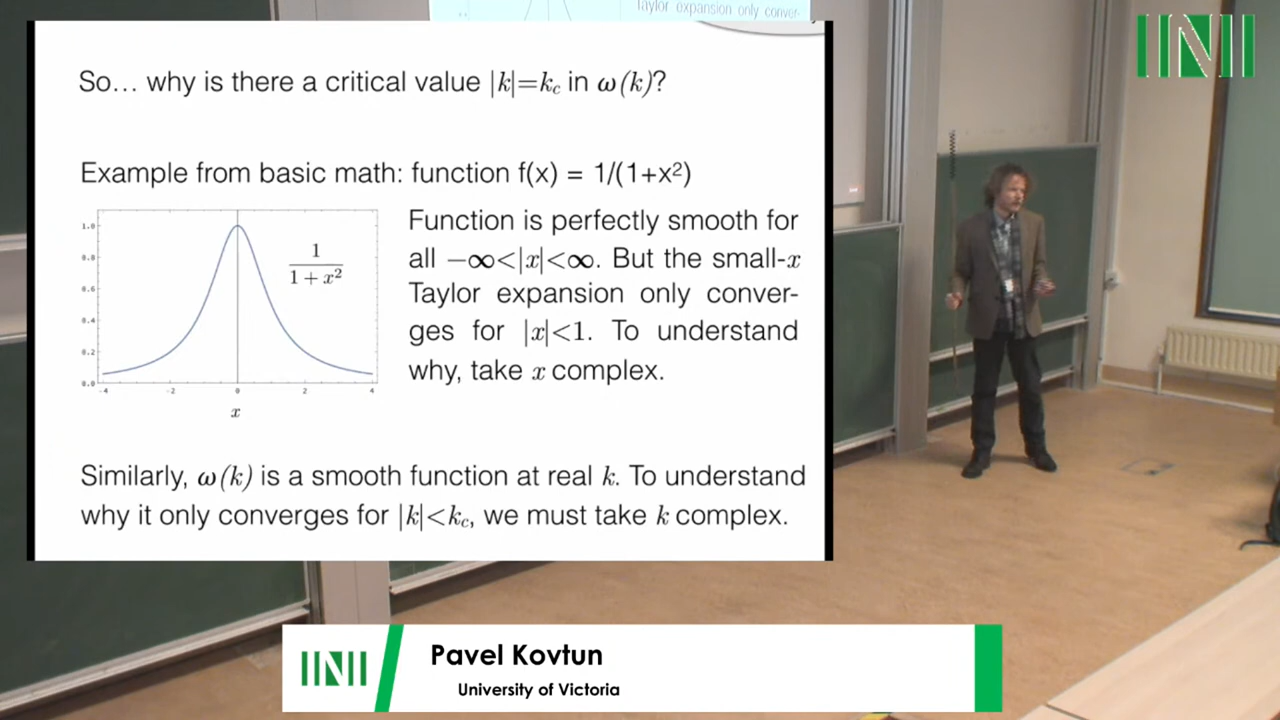 Taylor expansion only conver-
So… why is there a critical value |k|=k_c in ω(k)?
Example from basic math: function f(x) = 1/(1+x²)
1.0
0.8
0.6
0.4
0.2
0.0
-4 -2 0 2 4
x
1
1 + x²
Function is perfectly smooth for
all −∞<|x|<∞. But the small-x
Taylor expansion only conver-
ges for |x|<1. To understand
why, take x complex.
Similarly, ω(k) is a smooth function at real k. To understand
why it only converges for |k|<k_c, we must take k complex.
INI
INI
Pavel Kovtun
University of Victoria